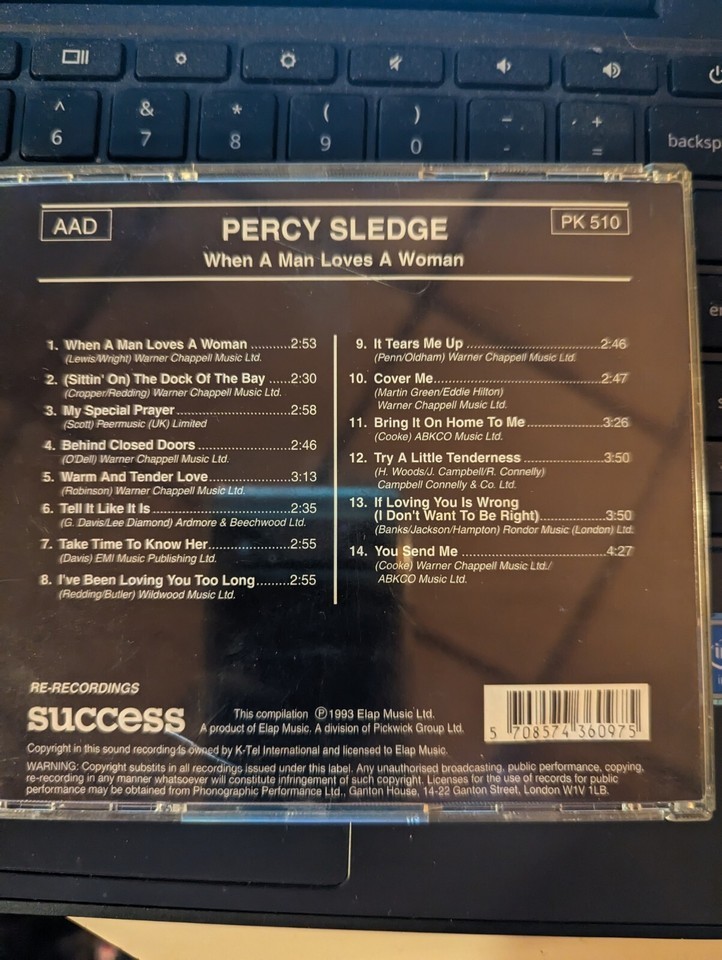 ^ & * ( ) _ +
6 7 8 9 0 - = backsp
AAD
PERCY SLEDGE
PK 510
When A Man Loves A Woman
1. When A Man Loves A Woman ..........2:53
(Lewis/Wright) Warner Chappell Music Ltd.
2. (Sittin' On) The Dock Of The Bay .....2:30
(Cropper/Redding) Warner Chappell Music Ltd.
3. My Special Prayer..........................2:58
(Scott) Peermusic (UK) Limited
4. Behind Closed Doors ......................2:46
(O'Dell) Warner Chappell Music Ltd.
5. Warm And Tender Love....................3:13
(Robinson) Warner Chappell Music Ltd.
6. Tell It Like It Is ...............................2:35
(G. Davis/Lee Diamond) Ardmore & Beechwood Ltd.
7. Take Time To Know Her....................2:55
(Davis) EMI Music Publishing Ltd.
8. I've Been Loving You Too Long.........2:55
(Redding/Butler) Wildwood Music Ltd.
9. It Tears Me Up ................................2:46
(Penn/Oldham) Warner Chappell Music Ltd.
10. Cover Me........................................2:47
(Martin Green/Eddie Hilton)
Warner Chappell Music Ltd.
11. Bring It On Home To Me ..................3:26
(Cooke) ABKCO Music Ltd.
12. Try A Little Tenderness....................3:50
(H. Woods/J. Campbell/R. Connelly)
Campbell Connelly & Co. Ltd.
13. If Loving You Is Wrong
(I Don't Want To Be Right)................3:50
(Banks/Jackson/Hampton) Rondor Music (London) Ltd.
14. You Send Me ..................................4:27
(Cooke) Warner Chappell Music Ltd./
ABKCO Music Ltd.
RE-RECORDINGS
success
This compilation Ⓟ1993 Elap Music Ltd.
A product of Elap Music. A division of Pickwick Group Ltd.
5 708574 360975
Copyright in this sound recording is owned by K-Tel International and licensed to Elap Music.
WARNING: Copyright substits in all recordings issued under this label. Any unauthorised broadcasting, public performance, copying,
re-recording in any manner whatsoever will constitute infringement of such copyright. Licenses for the use of records for public
performance may be obtained from Phonographic Performance Ltd., Ganton House, 14-22 Ganton Street, London W1V 1LB.